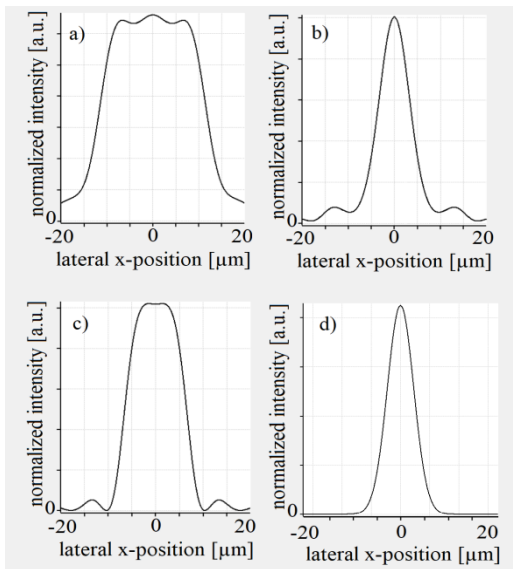 a)
normalized intensity [a.u.]
0
-20
0
20
lateral x-position [µm]
b)
normalized intensity [a.u.]
0
-20
0
20
lateral x-position [µm]
c)
normalized intensity [a.u.]
0
-20
0
20
lateral x-position [µm]
d)
normalized intensity [a.u.]
0
-20
0
20
lateral x-position [µm]